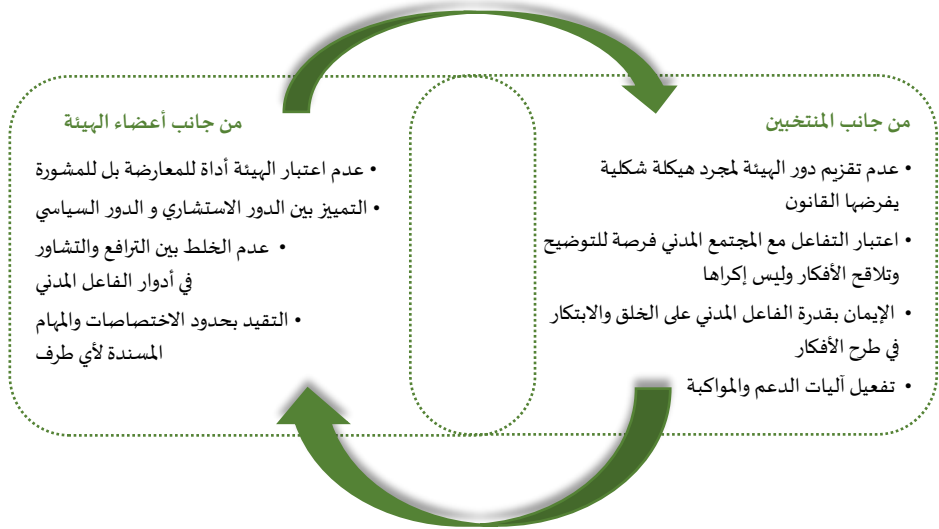 من جانب المنتخبين
• عدم تقزيم دور الهيئة لمجرد هيكلة شكلية
يفرضها القانون
• اعتبار التفاعل مع المجتمع المدني فرصة للتوضيح
وتلاقح الأفكار وليس إكراها
• الإيمان بقدرة الفاعل المدني على الخلق والابتكار
في طرح الأفكار
• تفعيل آليات الدعم والمواكبة
من جانب أعضاء الهيئة
• عدم اعتبار الهيئة أداة للمعارضة بل للمشورة
• التمييز بين الدور الاستشاري و الدور السياسي
• عدم الخلط بين الترافع والتشاور
في أدوار الفاعل المدني
• التقيد بحدود الاختصاصات والمهام
المسندة لأي طرف